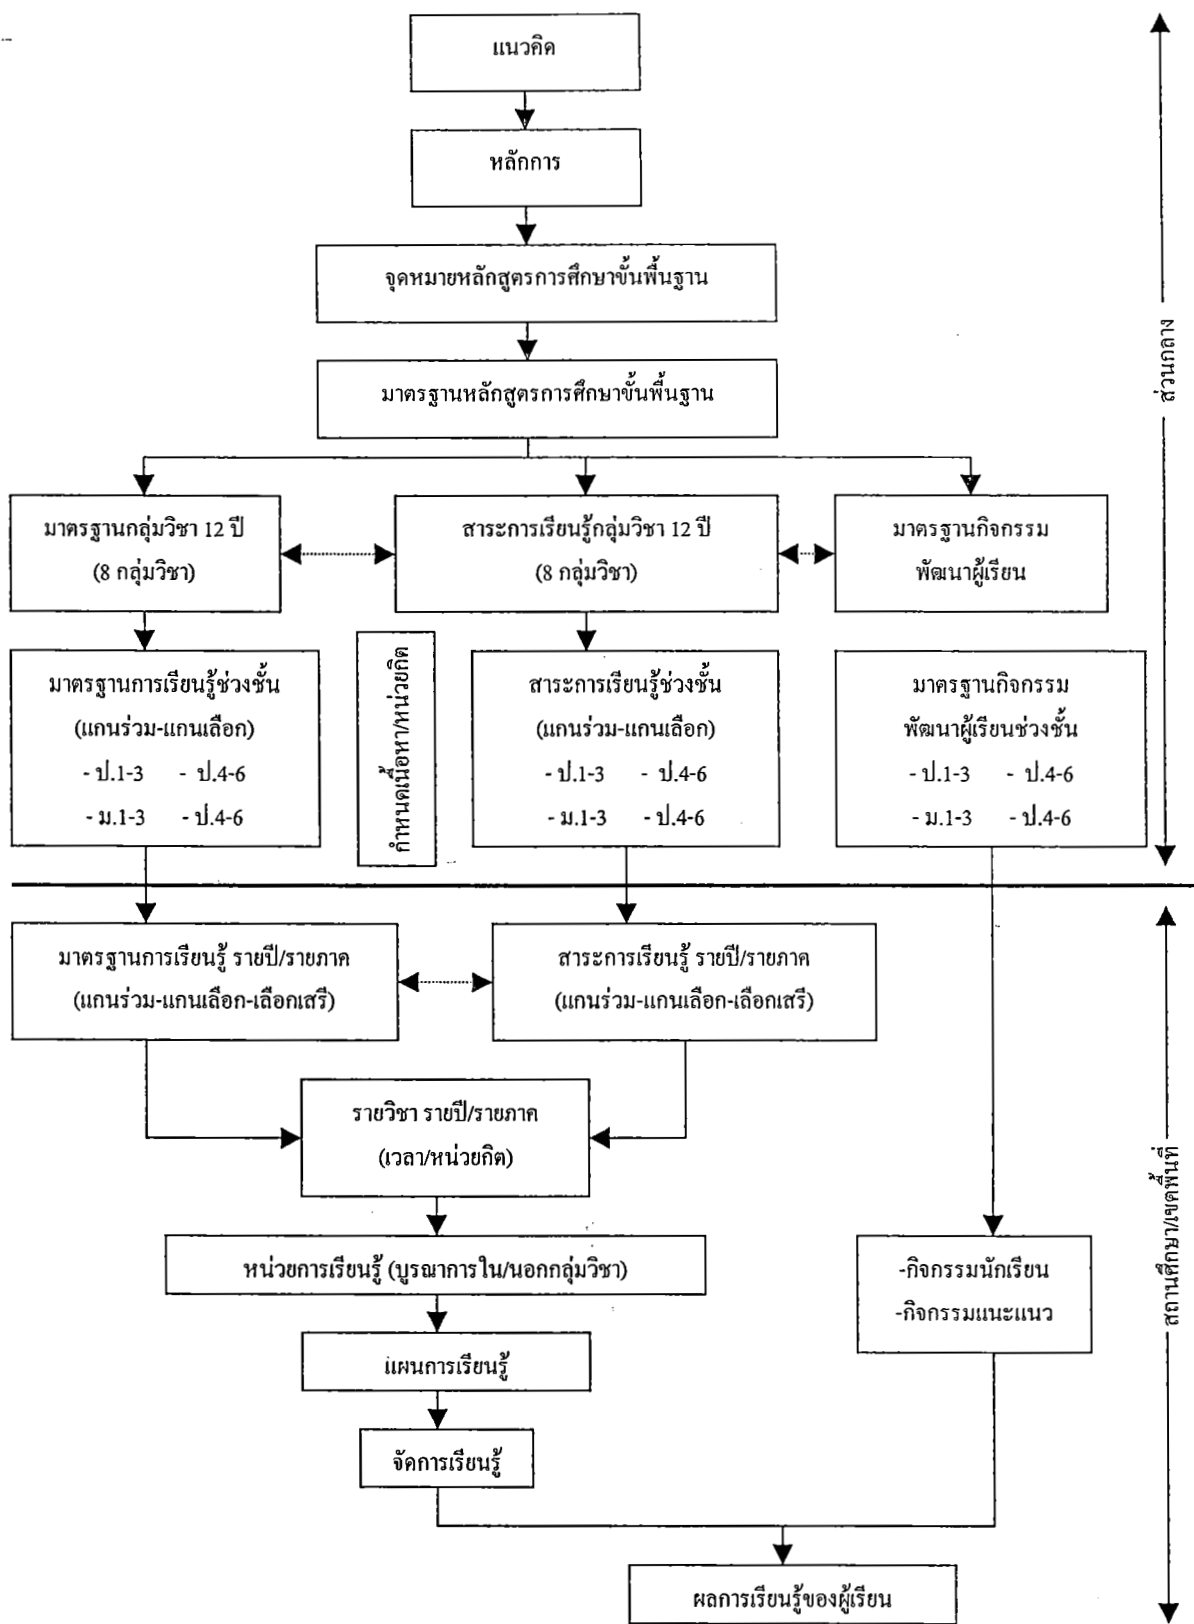 แนวคิด
หลักการ
จุดหมายหลักสูตรการศึกษาขั้นพื้นฐาน
มาตรฐานหลักสูตรการศึกษาขั้นพื้นฐาน
ส่วนกลาง
มาตรฐานกลุ่มวิชา 12 ปี
(8 กลุ่มวิชา)
สาระการเรียนรู้กลุ่มวิชา 12 ปี
(8 กลุ่มวิชา)
มาตรฐานกิจกรรม
พัฒนาผู้เรียน
มาตรฐานการเรียนรู้ช่วงชั้น
(แกนร่วม-แกนเลือก)
- ป.1-3 - ป.4-6
- ม.1-3 - ป.4-6
กำหนดเนื้อหา/หน่วยกิต
สาระการเรียนรู้ช่วงชั้น
(แกนร่วม-แกนเลือก)
- ป.1-3 - ป.4-6
- ม.1-3 - ป.4-6
มาตรฐานกิจกรรม
พัฒนาผู้เรียนช่วงชั้น
- ป.1-3 - ป.4-6
- ม.1-3 - ป.4-6
มาตรฐานการเรียนรู้ รายปี/รายภาค
(แกนร่วม-แกนเลือก-เลือกเสรี)
สาระการเรียนรู้ รายปี/รายภาค
(แกนร่วม-แกนเลือก-เลือกเสรี)
รายวิชา รายปี/รายภาค
(เวลา/หน่วยกิต)
สถานศึกษา/เขตพื้นที่
หน่วยการเรียนรู้ (บูรณาการใน/นอกกลุ่มวิชา)
-กิจกรรมนักเรียน
-กิจกรรมแนะแนว
แผนการเรียนรู้
จัดการเรียนรู้
ผลการเรียนรู้ของผู้เรียน